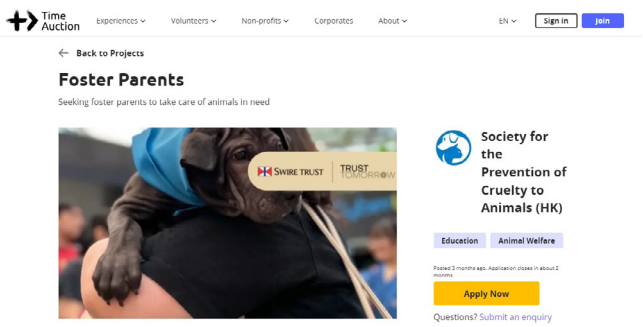 Time
Auction
Experiences
Volunteers
Non-profits
Corporates
About
EN
Sign in
Join
Back to Projects
Foster Parents
Seeking foster parents to take care of animals in need
SWIRE TRUST
TRUST
TOMORROW
Society for
the
Prevention of
Cruelty to
Animals (HK)
Education
Animal Welfare
Posted 3 months ago. Application closes in about 2
months
Apply Now
Questions? Submit an enquiry